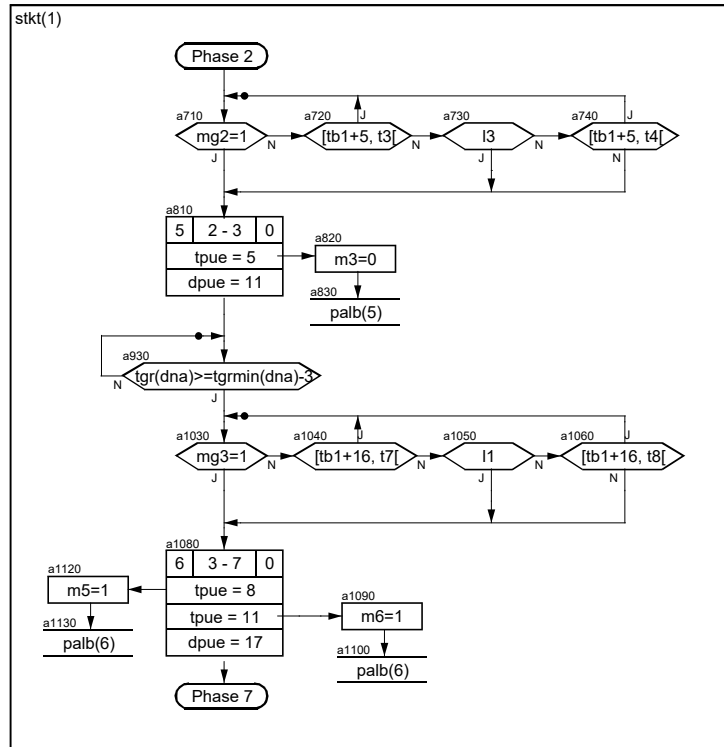 stkt(1)
Phase 2
a710 a720 J a730 a740 J
mg2=1 N [tb1+5, t3[ N l3 N [tb1+5, t4[
J J N
a810
5 2 - 3 0
a820
tpue = 5 m3=0
dpue = 11
a830
palb(5)
a930
tgr(dna)>=tgrmin(dna)-3
N
J
a1030 a1040 J a1050 a1060 J
mg3=1 N [tb1+16, t7[ N l1 N [tb1+16, t8[
J J N
a1080
6 3 - 7 0
a1120
m5=1 tpue = 8
a1090
tpue = 11 m6=1
a1130
palb(6) dpue = 17
a1100
palb(6)
Phase 7